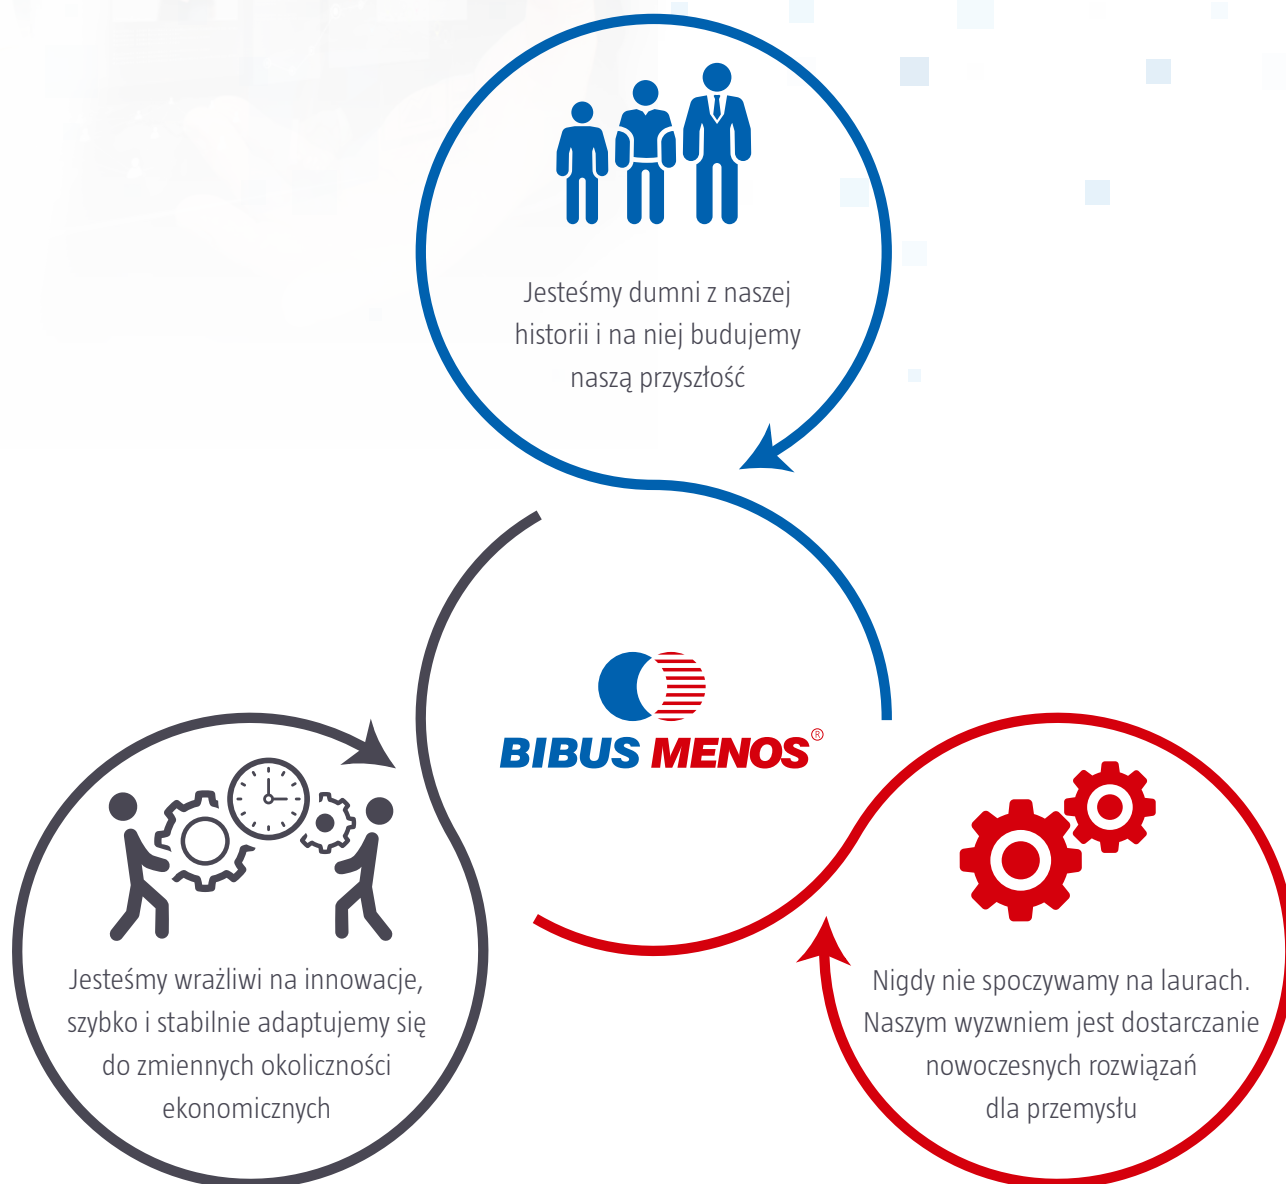 Jesteśmy dumni z naszej
historii i na niej budujemy
naszą przyszłość
BIBUS MENOS®
Jesteśmy wrażliwi na innowacje,
szybko i stabilnie adaptujemy się
do zmiennych okoliczności
ekonomicznych
Nigdy nie spoczywamy na laurach.
Naszym wyzwniem jest dostarczanie
nowoczesnych rozwiązań
dla przemysłu